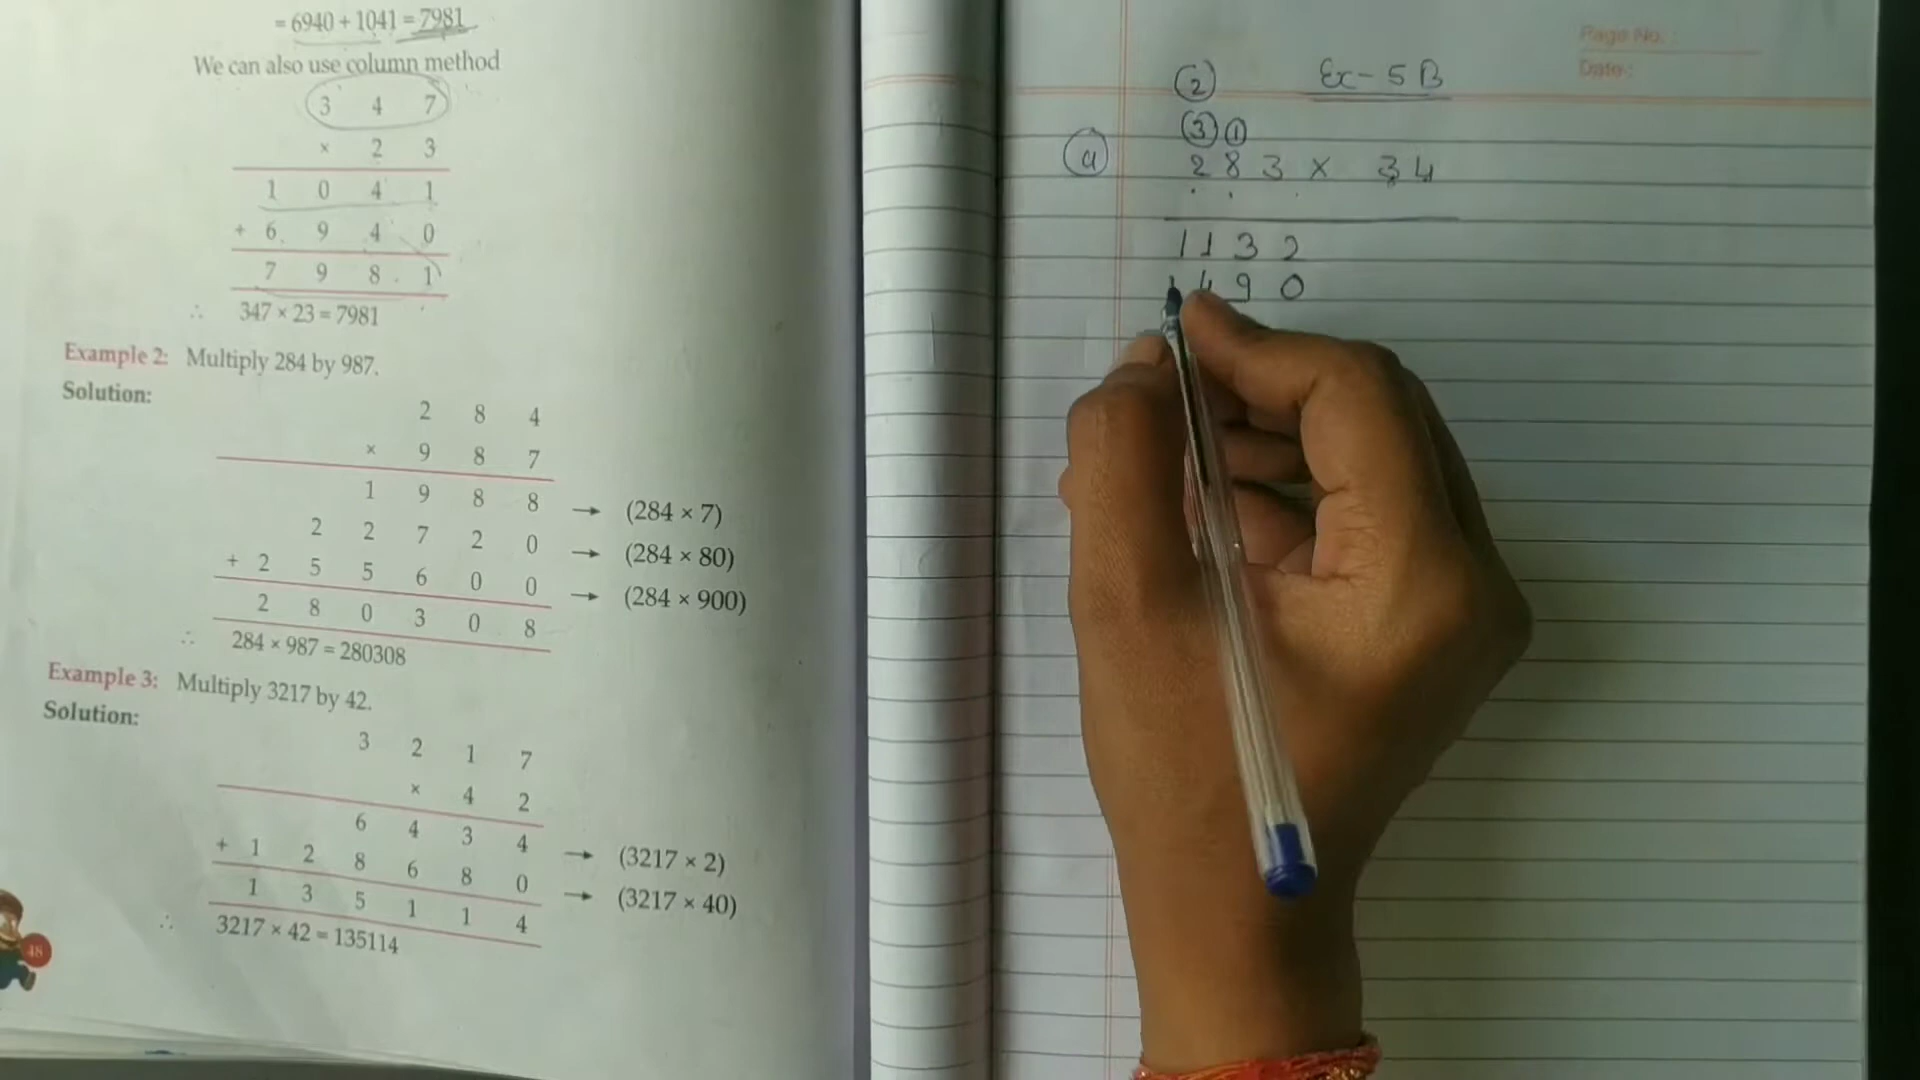 = 6940 + 1041 = 7981
We can also use column method
3 4 7
× 2 3
1 0 4 1
+ 6 9 4 0
7 9 8 1
∴ 347 × 23 = 7981
Example 2: Multiply 284 by 987.
Solution:
2 8 4
× 9 8 7
1 9 8 8 → (284 × 7)
2 2 7 2 0 → (284 × 80)
+ 2 5 5 6 0 0 → (284 × 900)
2 8 0 3 0 8
∴ 284 × 987 = 280308
Example 3: Multiply 3217 by 42.
Solution:
3 2 1 7
× 4 2
6 4 3 4 → (3217 × 2)
+ 1 2 8 6 8 0 → (3217 × 40)
1 3 5 1 1 4
∴ 3217 × 42 = 135114
48
Page No. :
Date :
Ex - 5 B
2
3 1
a 2 8 3 × 3 4
1 1 3 2
4 9 0